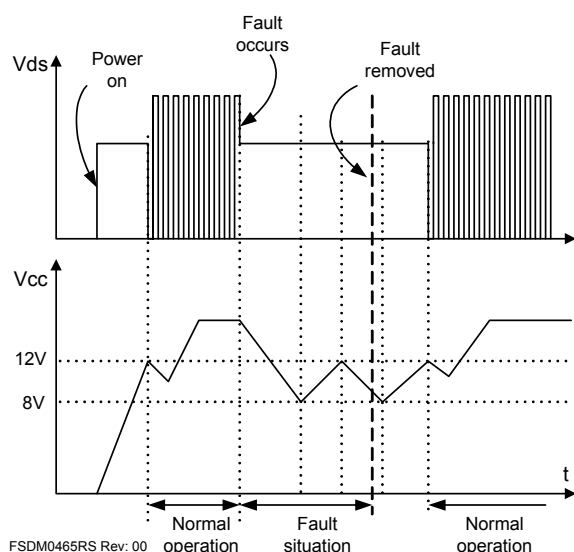 Fault
occurs
Vds
Power
on
Fault
removed
Vcc
12V
8V
t
Normal
operation
Fault
situation
Normal
operation
FSDM0465RS Rev: 00